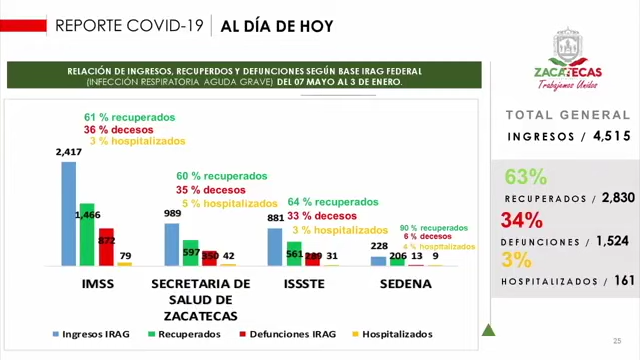 REPORTE COVID-19 | AL DÍA DE HOY
RELACIÓN DE INGRESOS, RECUPERDOS Y DEFUNCIONES SEGÚN BASE IRAG FEDERAL
(INFECCIÓN RESPIRATORIA AGUDA GRAVE) DEL 07 MAYO AL 3 DE ENERO.
61 % recuperados
36 % decesos
3 % hospitalizados
2,417
1,466
872
79
IMSS
60 % recuperados
35 % decesos
5 % hospitalizados
989
597
350
42
SECRETARIA DE
SALUD DE
ZACATECAS
64 % recuperados
33 % decesos
3 % hospitalizados
881
561
289
31
ISSSTE
90 % recuperados
6 % decesos
4 % hospitalizados
228
206
13
9
SEDENA
Ingresos IRAG
Recuperados
Defunciones IRAG
Hospitalizados
ZACATECAS
Trabajemos Unidos
TOTAL GENERAL
INGRESOS / 4,515
63%
RECUPERADOS / 2,830
34%
DEFUNCIONES / 1,524
3%
HOSPITALIZADOS / 161
25